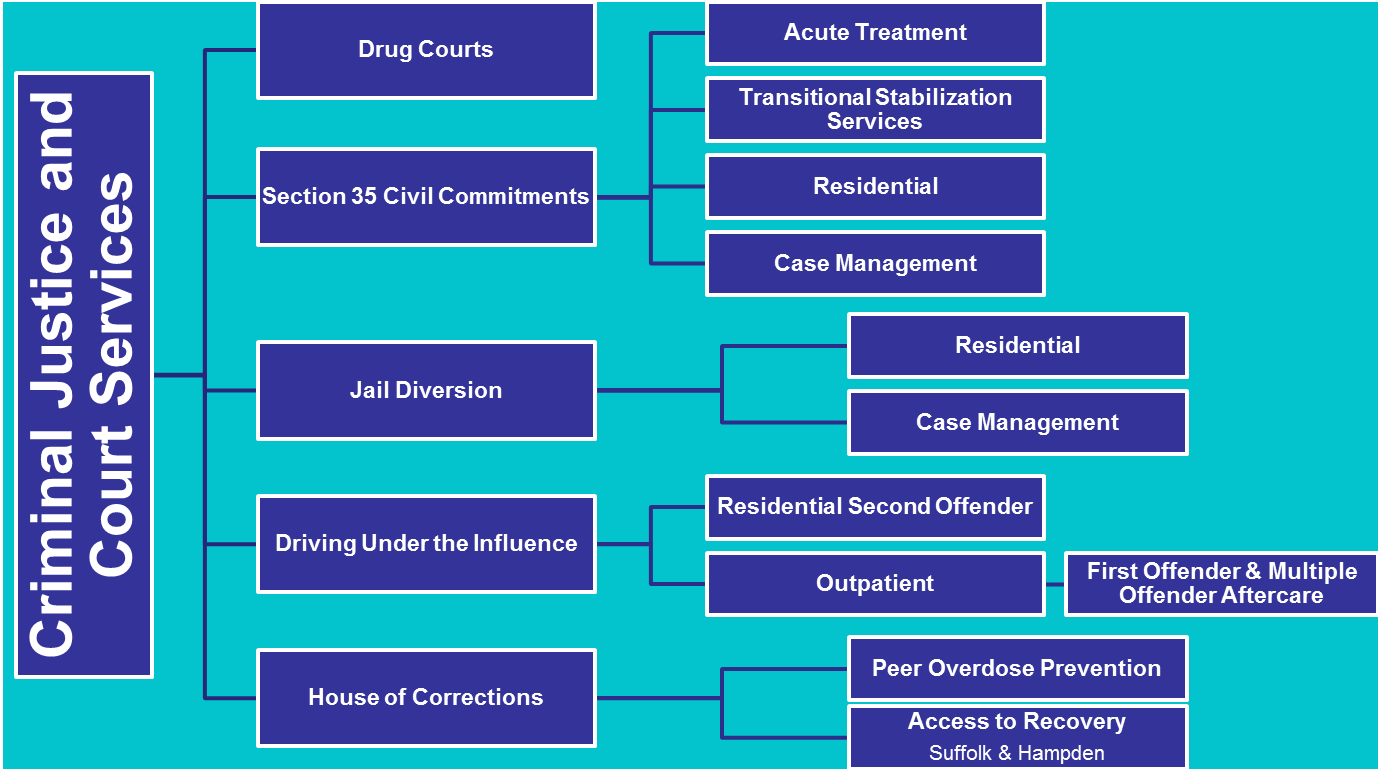 Criminal Justice and
Court Services
Drug Courts
Section 35 Civil Commitments
Acute Treatment
Transitional Stabilization
Services
Residential
Case Management
Jail Diversion
Residential
Case Management
Driving Under the Influence
Residential Second Offender
Outpatient
First Offender & Multiple
Offender Aftercare
House of Corrections
Peer Overdose Prevention
Access to Recovery
Suffolk & Hampden